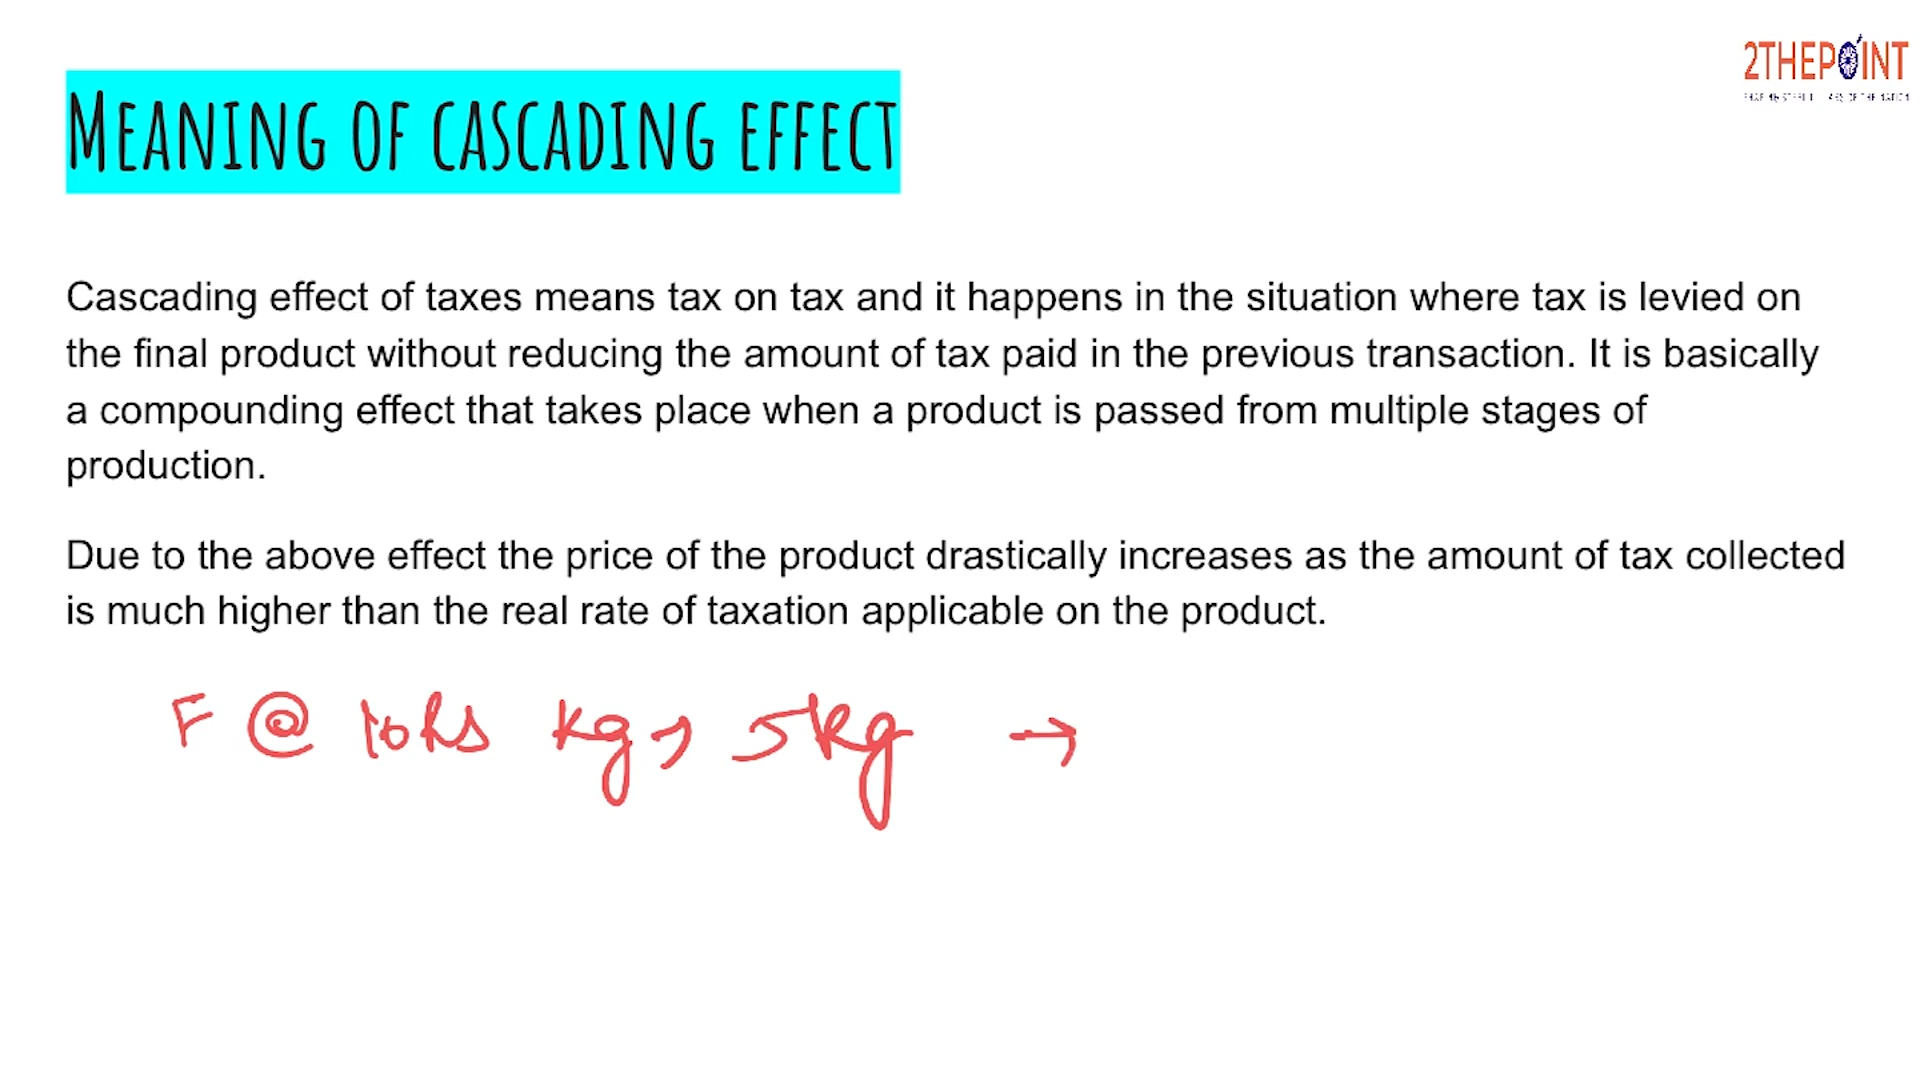 2THEPOINT
MEANING OF CASCADING EFFECT
Cascading effect of taxes means tax on tax and it happens in the situation where tax is levied on
the final product without reducing the amount of tax paid in the previous transaction. It is basically
a compounding effect that takes place when a product is passed from multiple stages of
production.
Due to the above effect the price of the product drastically increases as the amount of tax collected
is much higher than the real rate of taxation applicable on the product.
F @ 10Rs kg, 5kg →